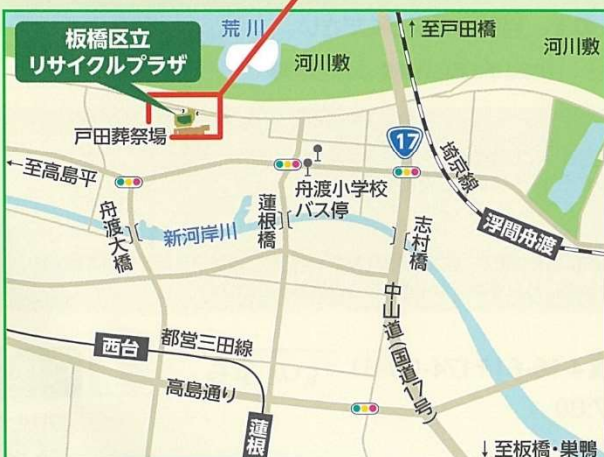 板橋区立
リサイクルプラザ
荒川
↑至戸田橋
河川敷
河川敷
戸田葬祭場
17
埼京線
←至高島平
舟渡小学校
バス停
浮間舟渡
舟渡大橋
新河岸川
蓮根橋
志村橋
中山道(国道17号)
西台
都営三田線
高島通り
蓮根
↓至板橋・巣鴨